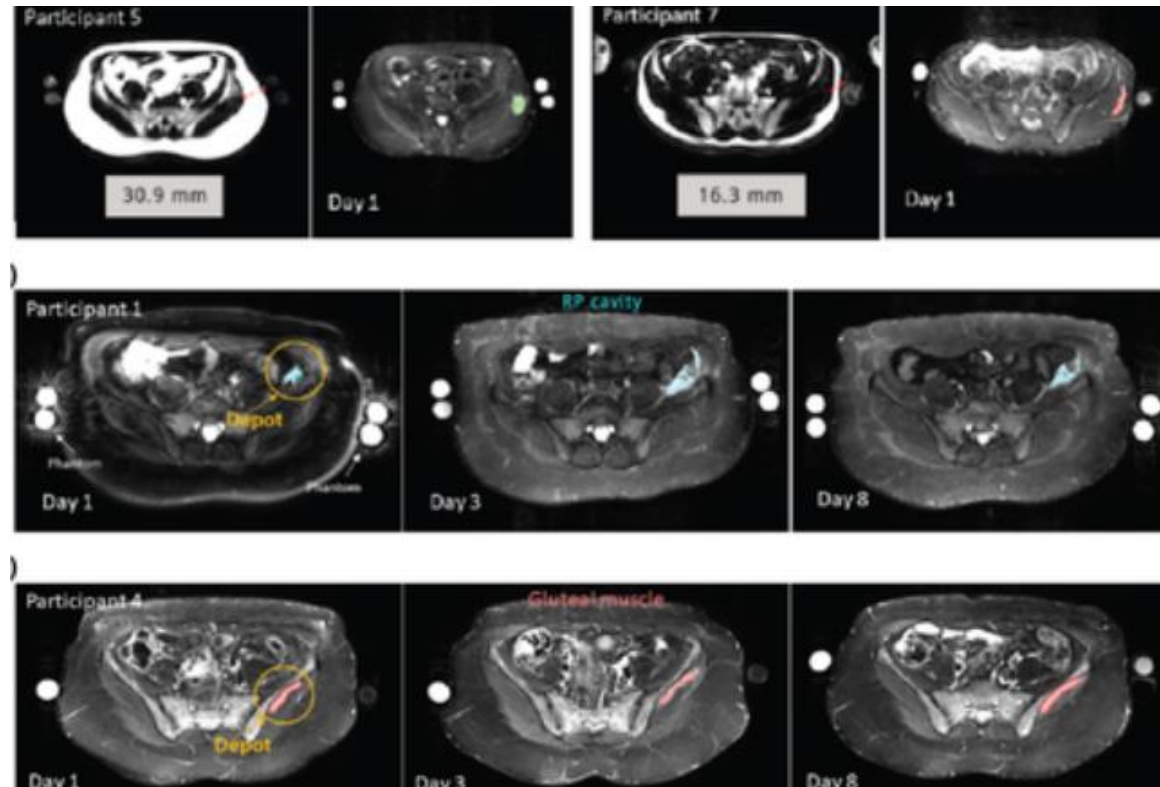 Participant 5
30.9 mm
Day 1
Participant 7
16.3 mm
Day 1
)
Participant 1
Depot
Phantom
Phantom
Day 1
RP cavity
Day 3
Day 8
)
Participant 4
Depot
Day 1
Gluteal muscle
Day 3
Day 8